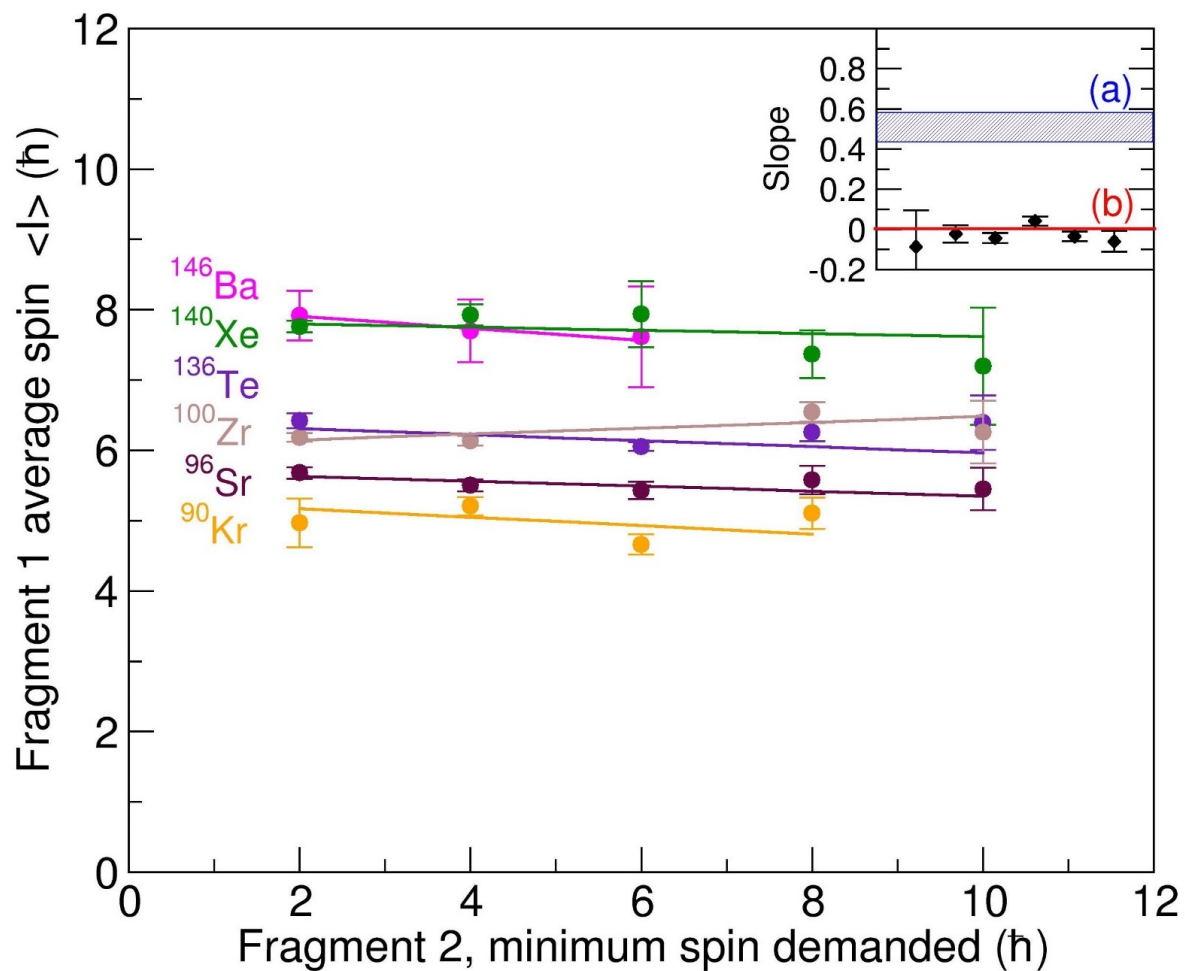 12
10
8
6
4
2
0
Fragment 1 average spin <I> (ħ)
0.8
0.6
0.4
0.2
0
-0.2
Slope
(a)
(b)
¹⁴⁶Ba
¹⁴⁰Xe
¹³⁶Te
¹⁰⁰Zr
⁹⁶Sr
⁹⁰Kr
0 2 4 6 8 10 12
Fragment 2, minimum spin demanded (ħ)